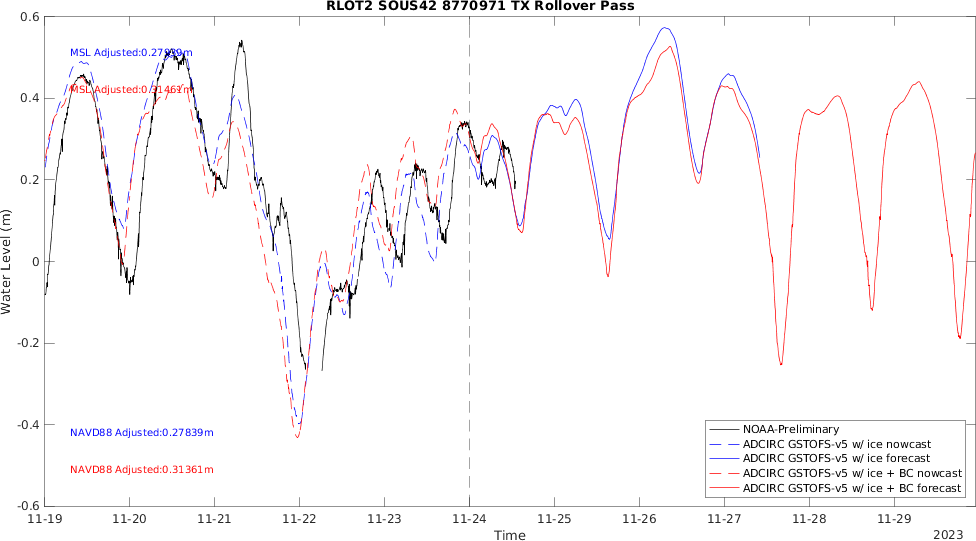 RLOT2 SOUS42 8770971 TX Rollover Pass
0.6
0.4
0.2
0
-0.2
-0.4
-0.6
Water Level (m)
MSL Adjusted:0.27839m
MSL Adjusted:0.31461m
NAVD88 Adjusted:0.27839m
NAVD88 Adjusted:0.31361m
NOAA-Preliminary
ADCIRC GSTOFS-v5 w/ ice nowcast
ADCIRC GSTOFS-v5 w/ ice forecast
ADCIRC GSTOFS-v5 w/ ice + BC nowcast
ADCIRC GSTOFS-v5 w/ ice + BC forecast
11-19 11-20 11-21 11-22 11-23 11-24 11-25 11-26 11-27 11-28 11-29
Time
2023